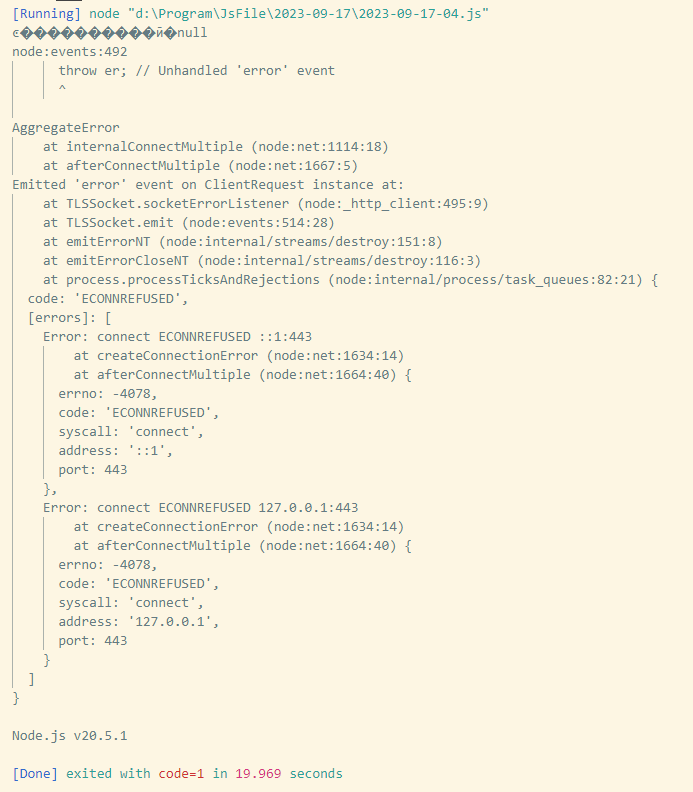 [Running] node "d:\Program\JsFile\2023-09-17\2023-09-17-04.js"
null
node:events:492
      throw er; // Unhandled 'error' event
      ^

AggregateError
    at internalConnectMultiple (node:net:1114:18)
    at afterConnectMultiple (node:net:1667:5)
Emitted 'error' event on ClientRequest instance at:
    at TLSSocket.socketErrorListener (node:_http_client:495:9)
    at TLSSocket.emit (node:events:514:28)
    at emitErrorNT (node:internal/streams/destroy:151:8)
    at emitErrorCloseNT (node:internal/streams/destroy:116:3)
    at process.processTicksAndRejections (node:internal/process/task_queues:82:21) {
  code: 'ECONNREFUSED',
  [errors]: [
    Error: connect ECONNREFUSED ::1:443
        at createConnectionError (node:net:1634:14)
        at afterConnectMultiple (node:net:1664:40) {
      errno: -4078,
      code: 'ECONNREFUSED',
      syscall: 'connect',
      address: '::1',
      port: 443
    },
    Error: connect ECONNREFUSED 127.0.0.1:443
        at createConnectionError (node:net:1634:14)
        at afterConnectMultiple (node:net:1664:40) {
      errno: -4078,
      code: 'ECONNREFUSED',
      syscall: 'connect',
      address: '127.0.0.1',
      port: 443
    }
  ]
}

Node.js v20.5.1

[Done] exited with code=1 in 19.969 seconds